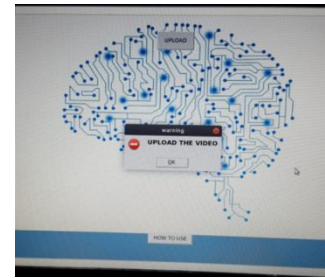 UPLOAD
warning
UPLOAD THE VIDEO
OK
HOW TO USE